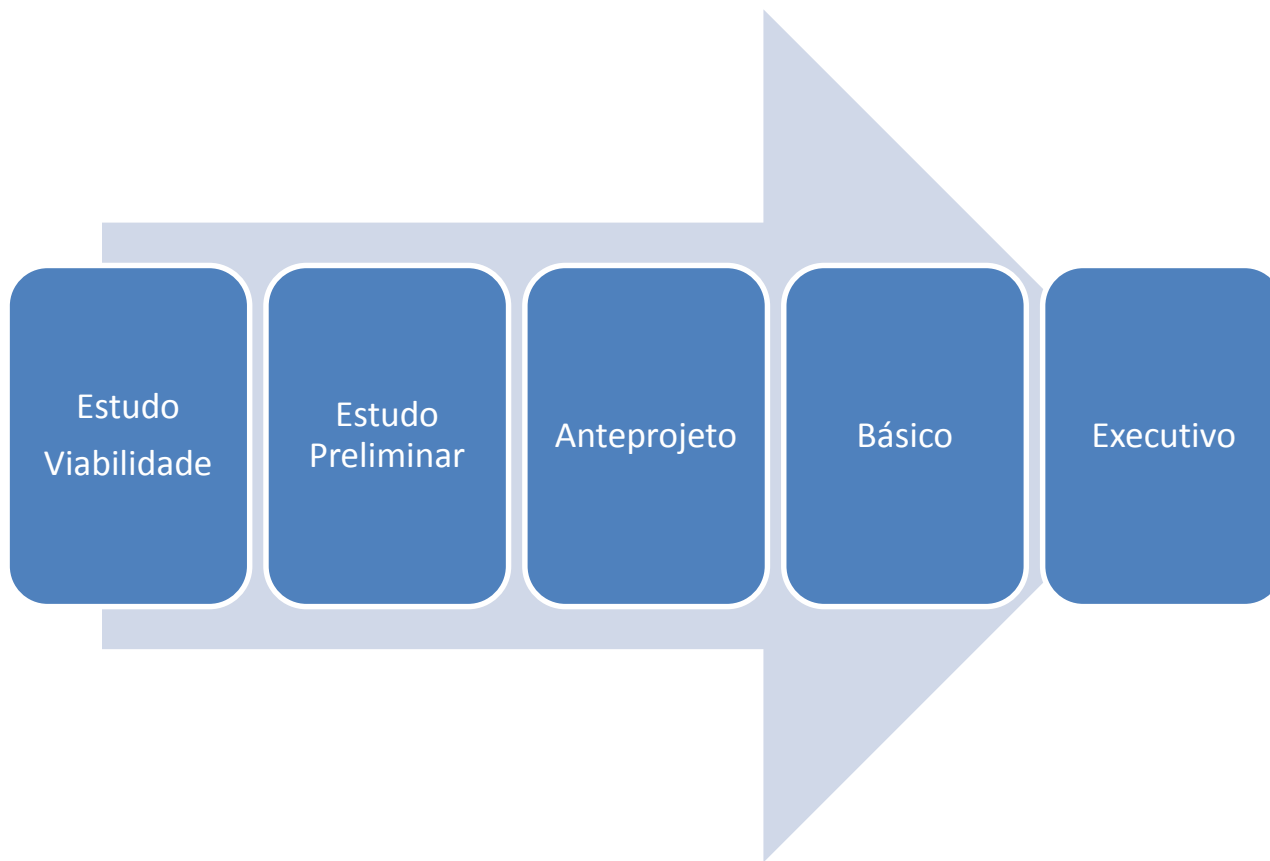 Estudo
Viabilidade
Estudo
Preliminar
Anteprojeto
Básico
Executivo